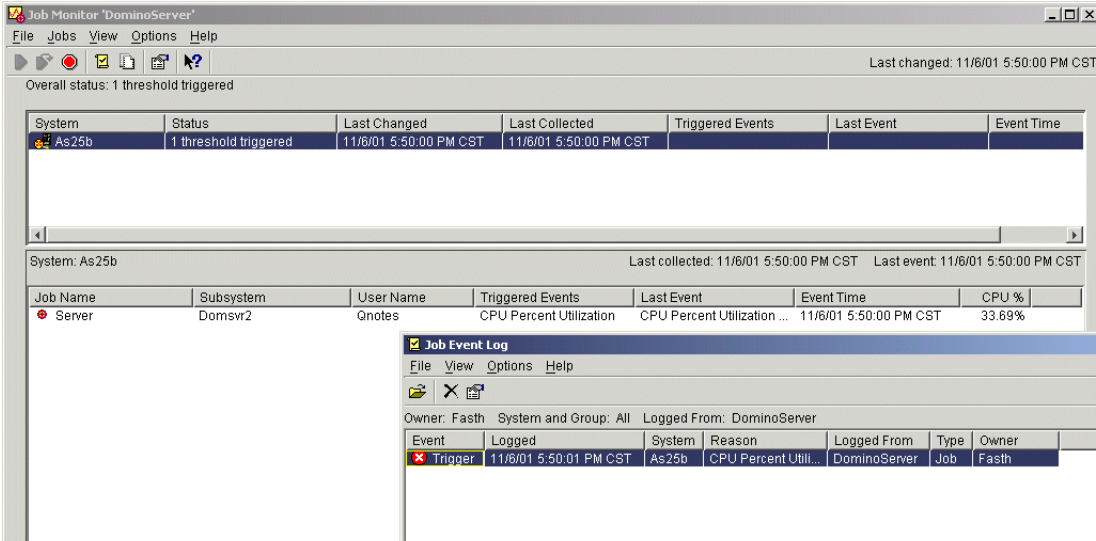 Job Monitor 'DominoServer'
File Jobs View Options Help
Last changed: 11/6/01 5:50:00 PM CST
Overall status: 1 threshold triggered
System Status Last Changed Last Collected Triggered Events Last Event Event Time
As25b 1 threshold triggered 11/6/01 5:50:00 PM CST 11/6/01 5:50:00 PM CST
System: As25b Last collected: 11/6/01 5:50:00 PM CST Last event: 11/6/01 5:50:00 PM CST
Job Name Subsystem User Name Triggered Events Last Event Event Time CPU %
Server Domsvr2 Qnotes CPU Percent Utilization CPU Percent Utilization ... 11/6/01 5:50:00 PM CST 33.69%
Job Event Log
File View Options Help
Owner: Fasth System and Group: All Logged From: DominoServer
Event Logged System Reason Logged From Type Owner
Trigger 11/6/01 5:50:01 PM CST As25b CPU Percent Utili... DominoServer Job Fasth